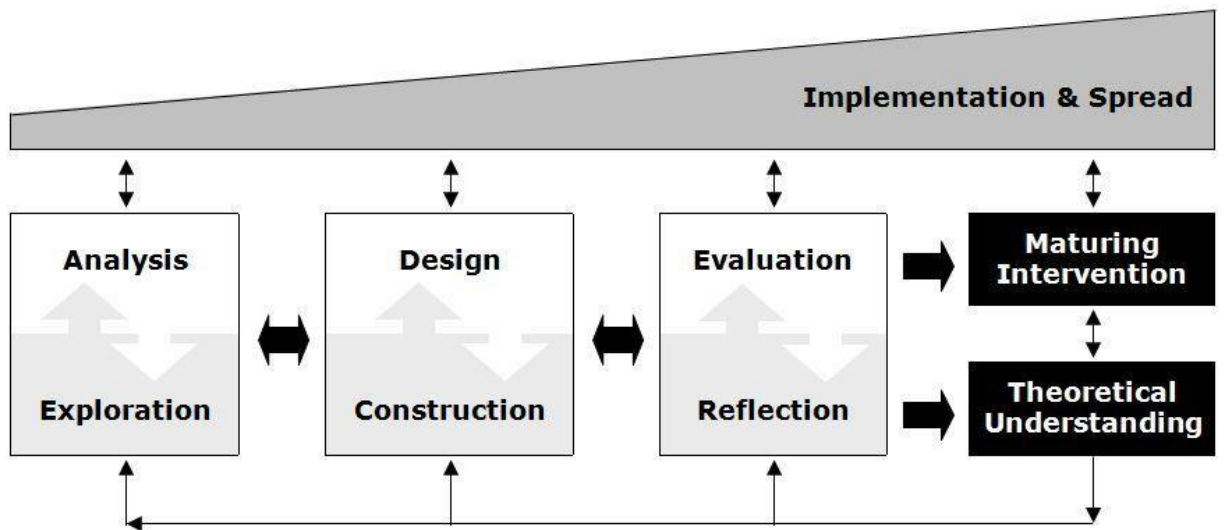 Implementation & Spread
Analysis
Exploration
Design
Construction
Evaluation
Reflection
Maturing
Intervention
Theoretical
Understanding